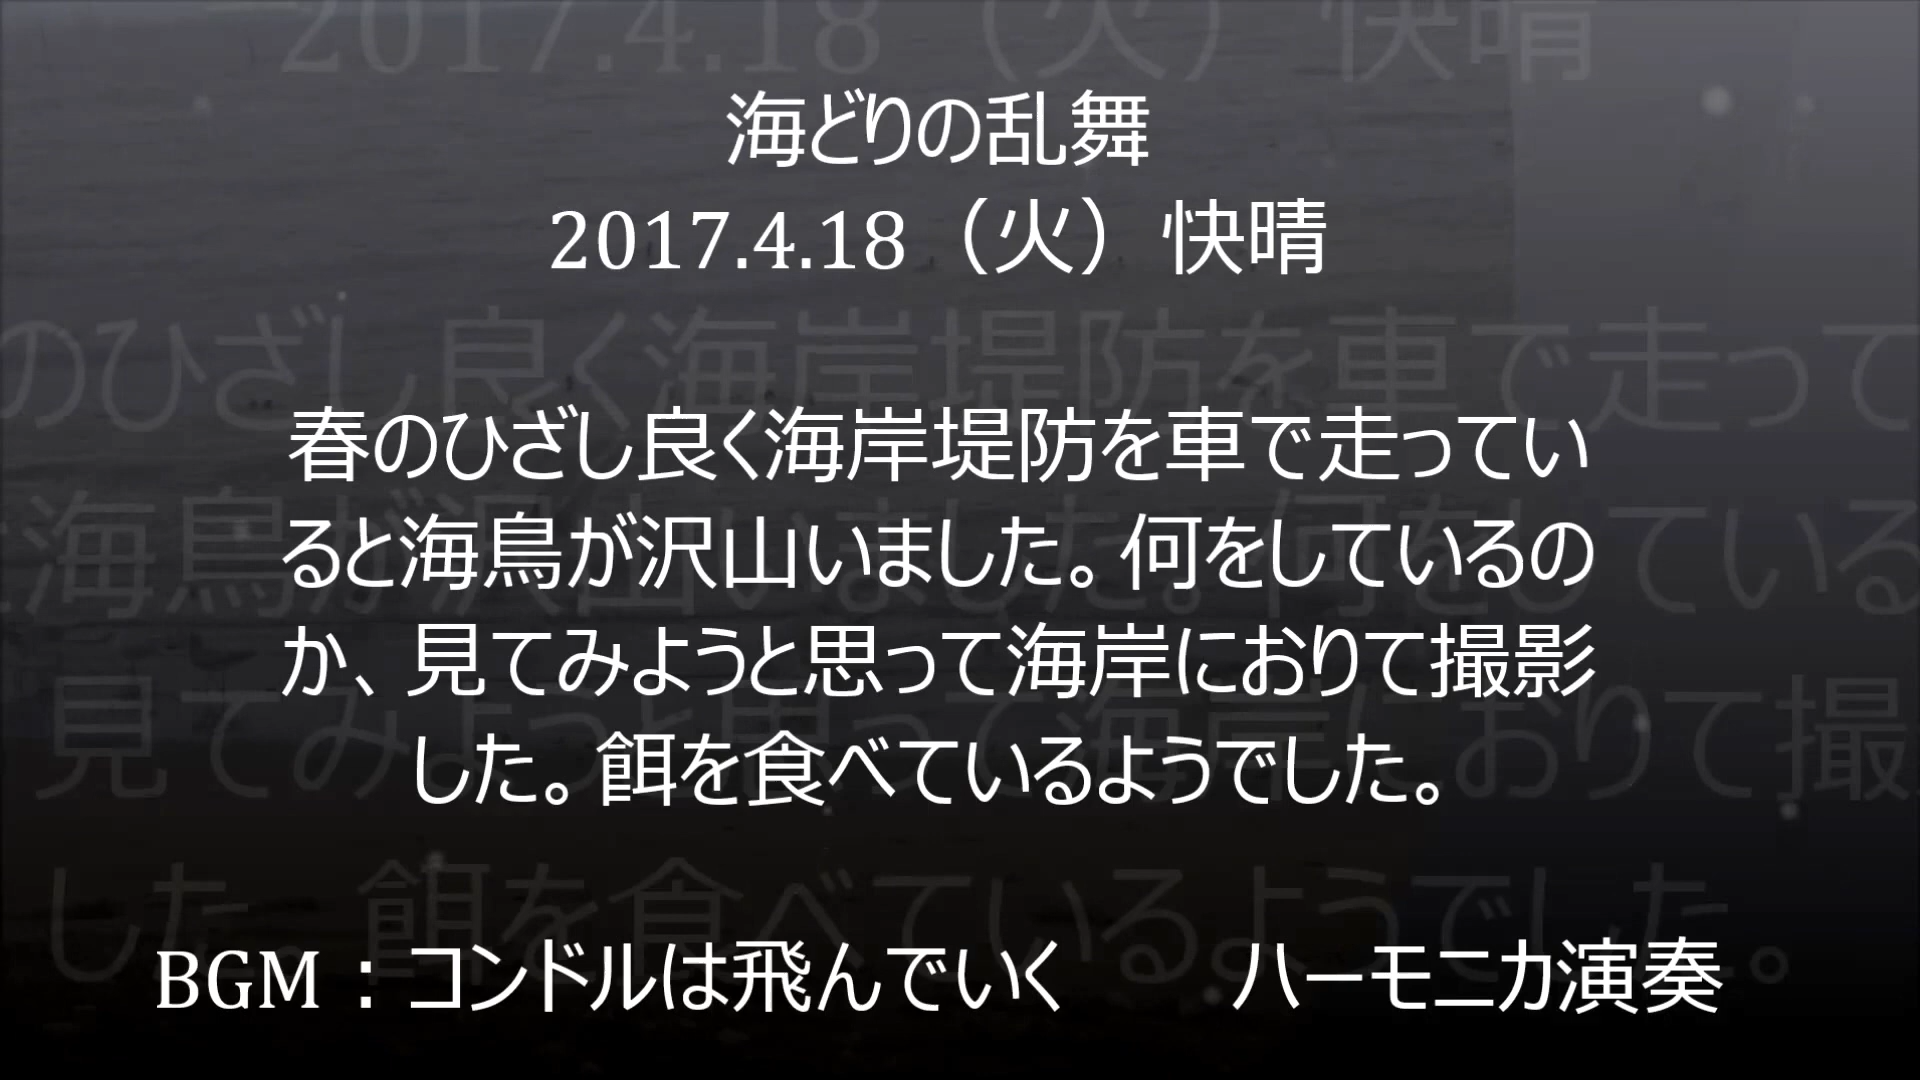 海どりの乱舞
2017.4.18（火）快晴
春のひざし良く海岸堤防を車で走ってい
ると海鳥が沢山いました。何をしているの
か、見てみようと思って海岸におりて撮影
した。餌を食べているようでした。
BGM：コンドルは飛んでいく　　ハーモニカ演奏